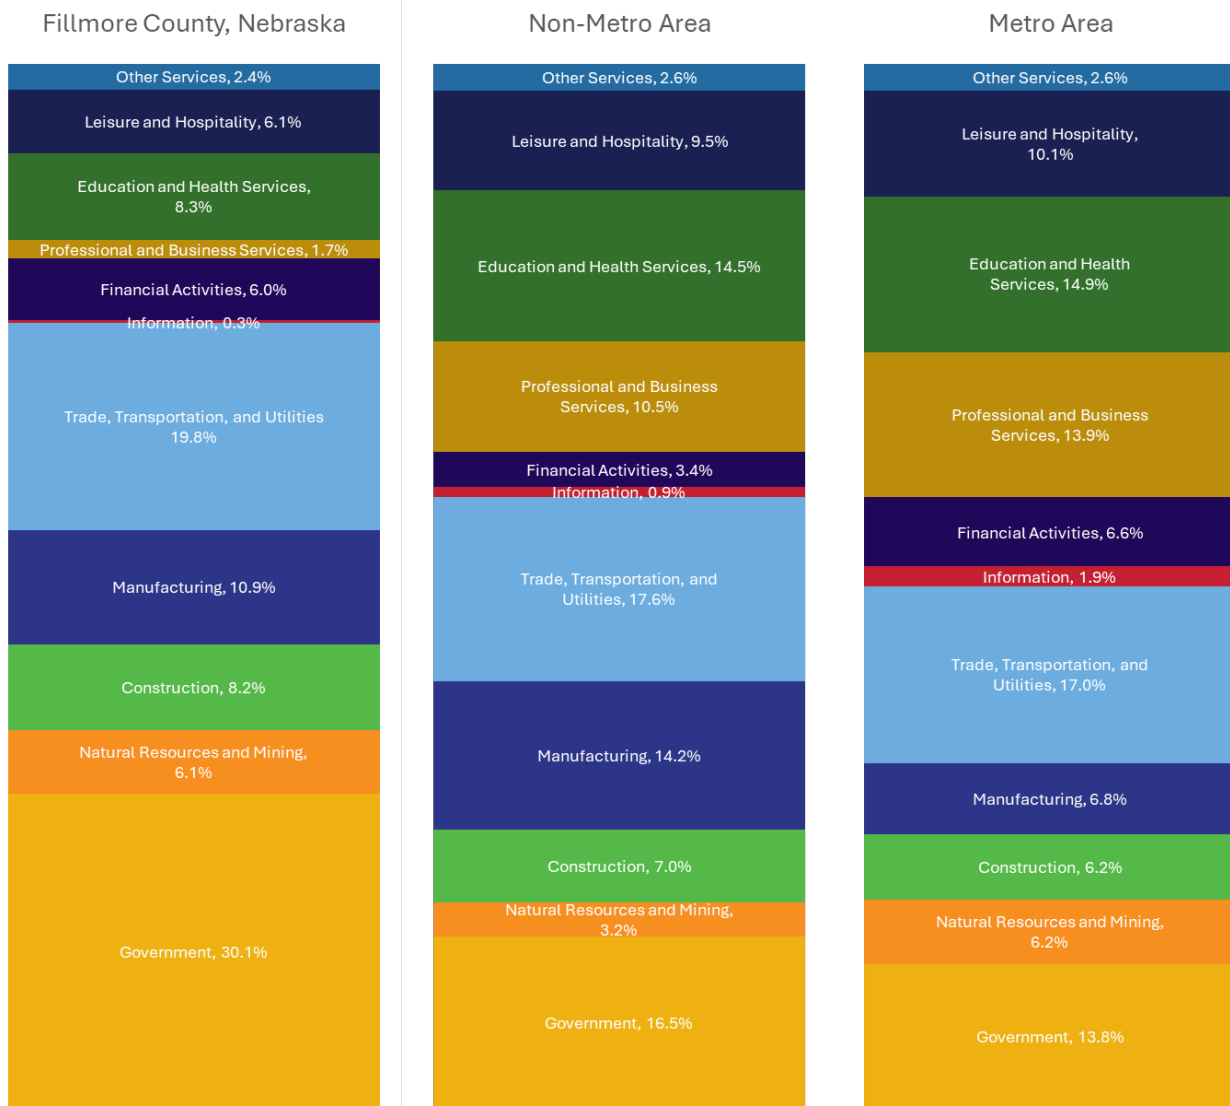 Fillmore County, Nebraska
Other Services, 2.4%
Leisure and Hospitality, 6.1%
Education and Health Services,
8.3%
Professional and Business Services, 1.7%
Financial Activities, 6.0%
Information, 0.3%
Trade, Transportation, and Utilities
19.8%
Manufacturing, 10.9%
Construction, 8.2%
Natural Resources and Mining,
6.1%
Government, 30.1%
Non-Metro Area
Other Services, 2.6%
Leisure and Hospitality, 9.5%
Education and Health Services, 14.5%
Professional and Business
Services, 10.5%
Financial Activities, 3.4%
Information, 0.9%
Trade, Transportation, and
Utilities, 17.6%
Manufacturing, 14.2%
Construction, 7.0%
Natural Resources and Mining,
3.2%
Government, 16.5%
Metro Area
Other Services, 2.6%
Leisure and Hospitality,
10.1%
Education and Health
Services, 14.9%
Professional and Business
Services, 13.9%
Financial Activities, 6.6%
Information, 1.9%
Trade, Transportation, and
Utilities, 17.0%
Manufacturing, 6.8%
Construction, 6.2%
Natural Resources and Mining,
6.2%
Government, 13.8%